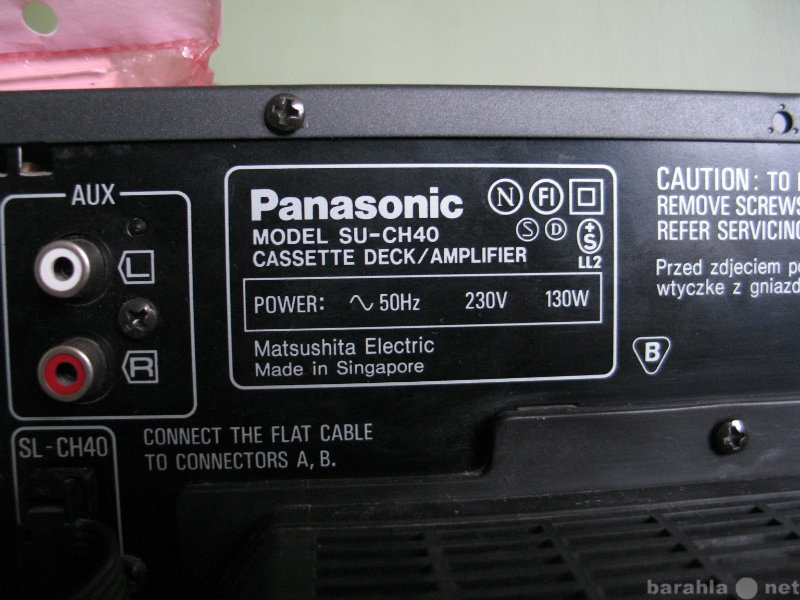 AUX
L
R
Panasonic
N FI
MODEL SU-CH40
S D +S
CASSETTE DECK/AMPLIFIER
LL2
POWER: ∿ 50Hz 230V 130W
Matsushita Electric
Made in Singapore
B
CAUTION: TO
REMOVE SCREWS
REFER SERVICING
Przed zdjeciem
wtyczke z
SL-CH40
CONNECT THE FLAT CABLE
TO CONNECTORS A, B.
barahla net